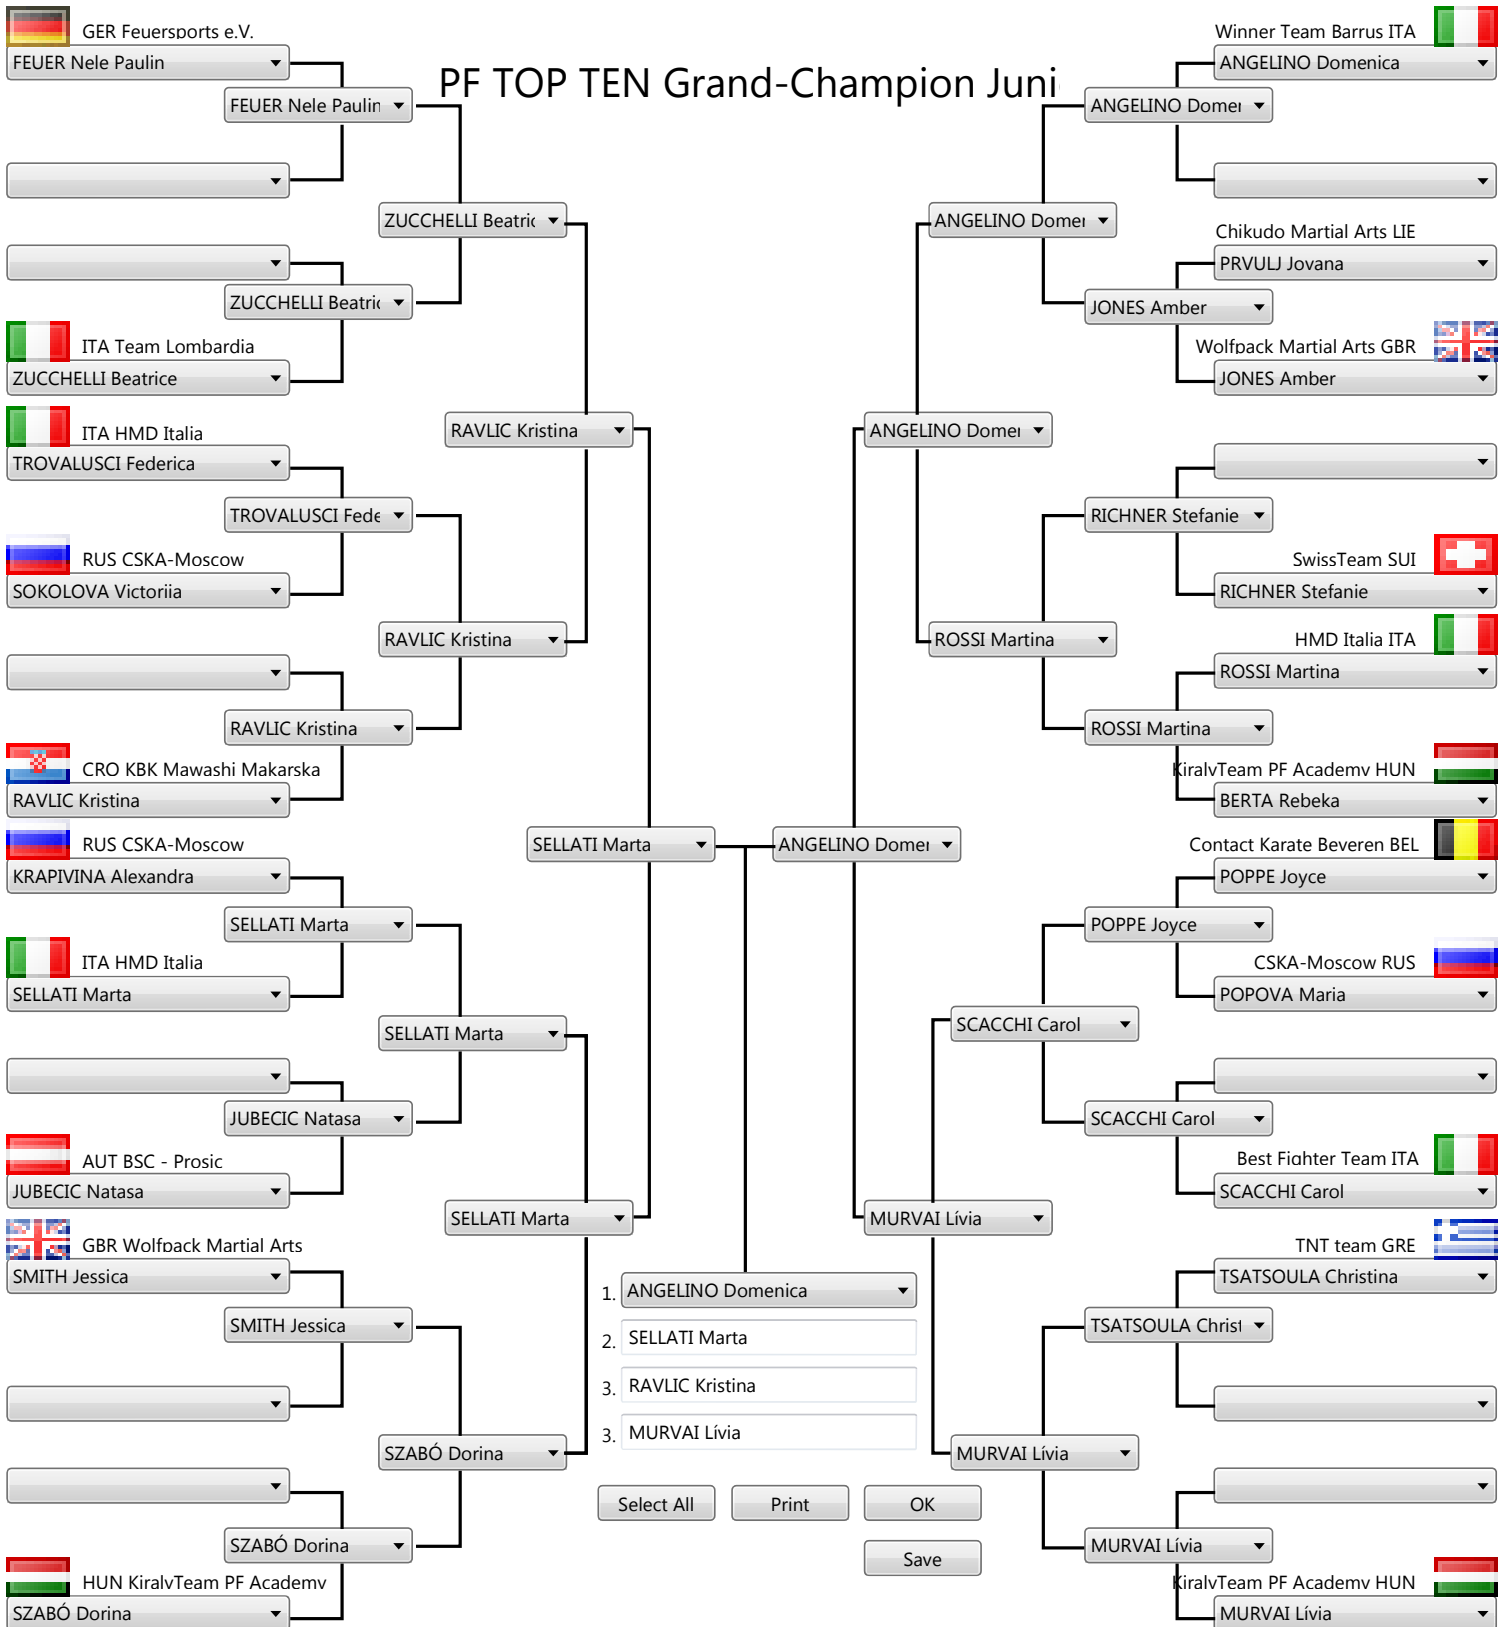 PF TOP TEN Grand-Champion Juni
GER Feuersports e.V.
FEUER Nele Paulin
FEUER Nele Paulin
ZUCCHELLI Beatric
ZUCCHELLI Beatric
ITA Team Lombardia
ZUCCHELLI Beatrice
ITA HMD Italia
TROVALUSCI Federica
RAVLIC Kristina
TROVALUSCI Fede
RUS CSKA-Moscow
SOKOLOVA Victoriia
RAVLIC Kristina
RAVLIC Kristina
CRO KBK Mawashi Makarska
RAVLIC Kristina
RUS CSKA-Moscow
KRAPIVINA Alexandra
SELLATI Marta
SELLATI Marta
ITA HMD Italia
SELLATI Marta
SELLATI Marta
JUBECIC Natasa
AUT BSC - Prosic
JUBECIC Natasa
SELLATI Marta
GBR Wolfpack Martial Arts
SMITH Jessica
SMITH Jessica
SZABÓ Dorina
SZABÓ Dorina
HUN KiralyTeam PF Academy
SZABÓ Dorina
Winner Team Barrus ITA
ANGELINO Domenica
ANGELINO Domer
ANGELINO Domer
Chikudo Martial Arts LIE
PRVULJ Jovana
JONES Amber
Wolfpack Martial Arts GBR
JONES Amber
ANGELINO Domer
RICHNER Stefanie
SwissTeam SUI
RICHNER Stefanie
ROSSI Martina
HMD Italia ITA
ROSSI Martina
ROSSI Martina
KiralyTeam PF Academy HUN
BERTA Rebeka
ANGELINO Domer
Contact Karate Beveren BEL
POPPE Joyce
POPPE Joyce
CSKA-Moscow RUS
POPOVA Maria
SCACCHI Carol
SCACCHI Carol
Best Fighter Team ITA
SCACCHI Carol
MURVAI Lívia
TNT team GRE
TSATSOULA Christina
TSATSOULA Christ
MURVAI Lívia
MURVAI Lívia
KiralyTeam PF Academy HUN
MURVAI Lívia
1. ANGELINO Domenica
2. SELLATI Marta
3. RAVLIC Kristina
3. MURVAI Lívia
Select All Print OK
Save